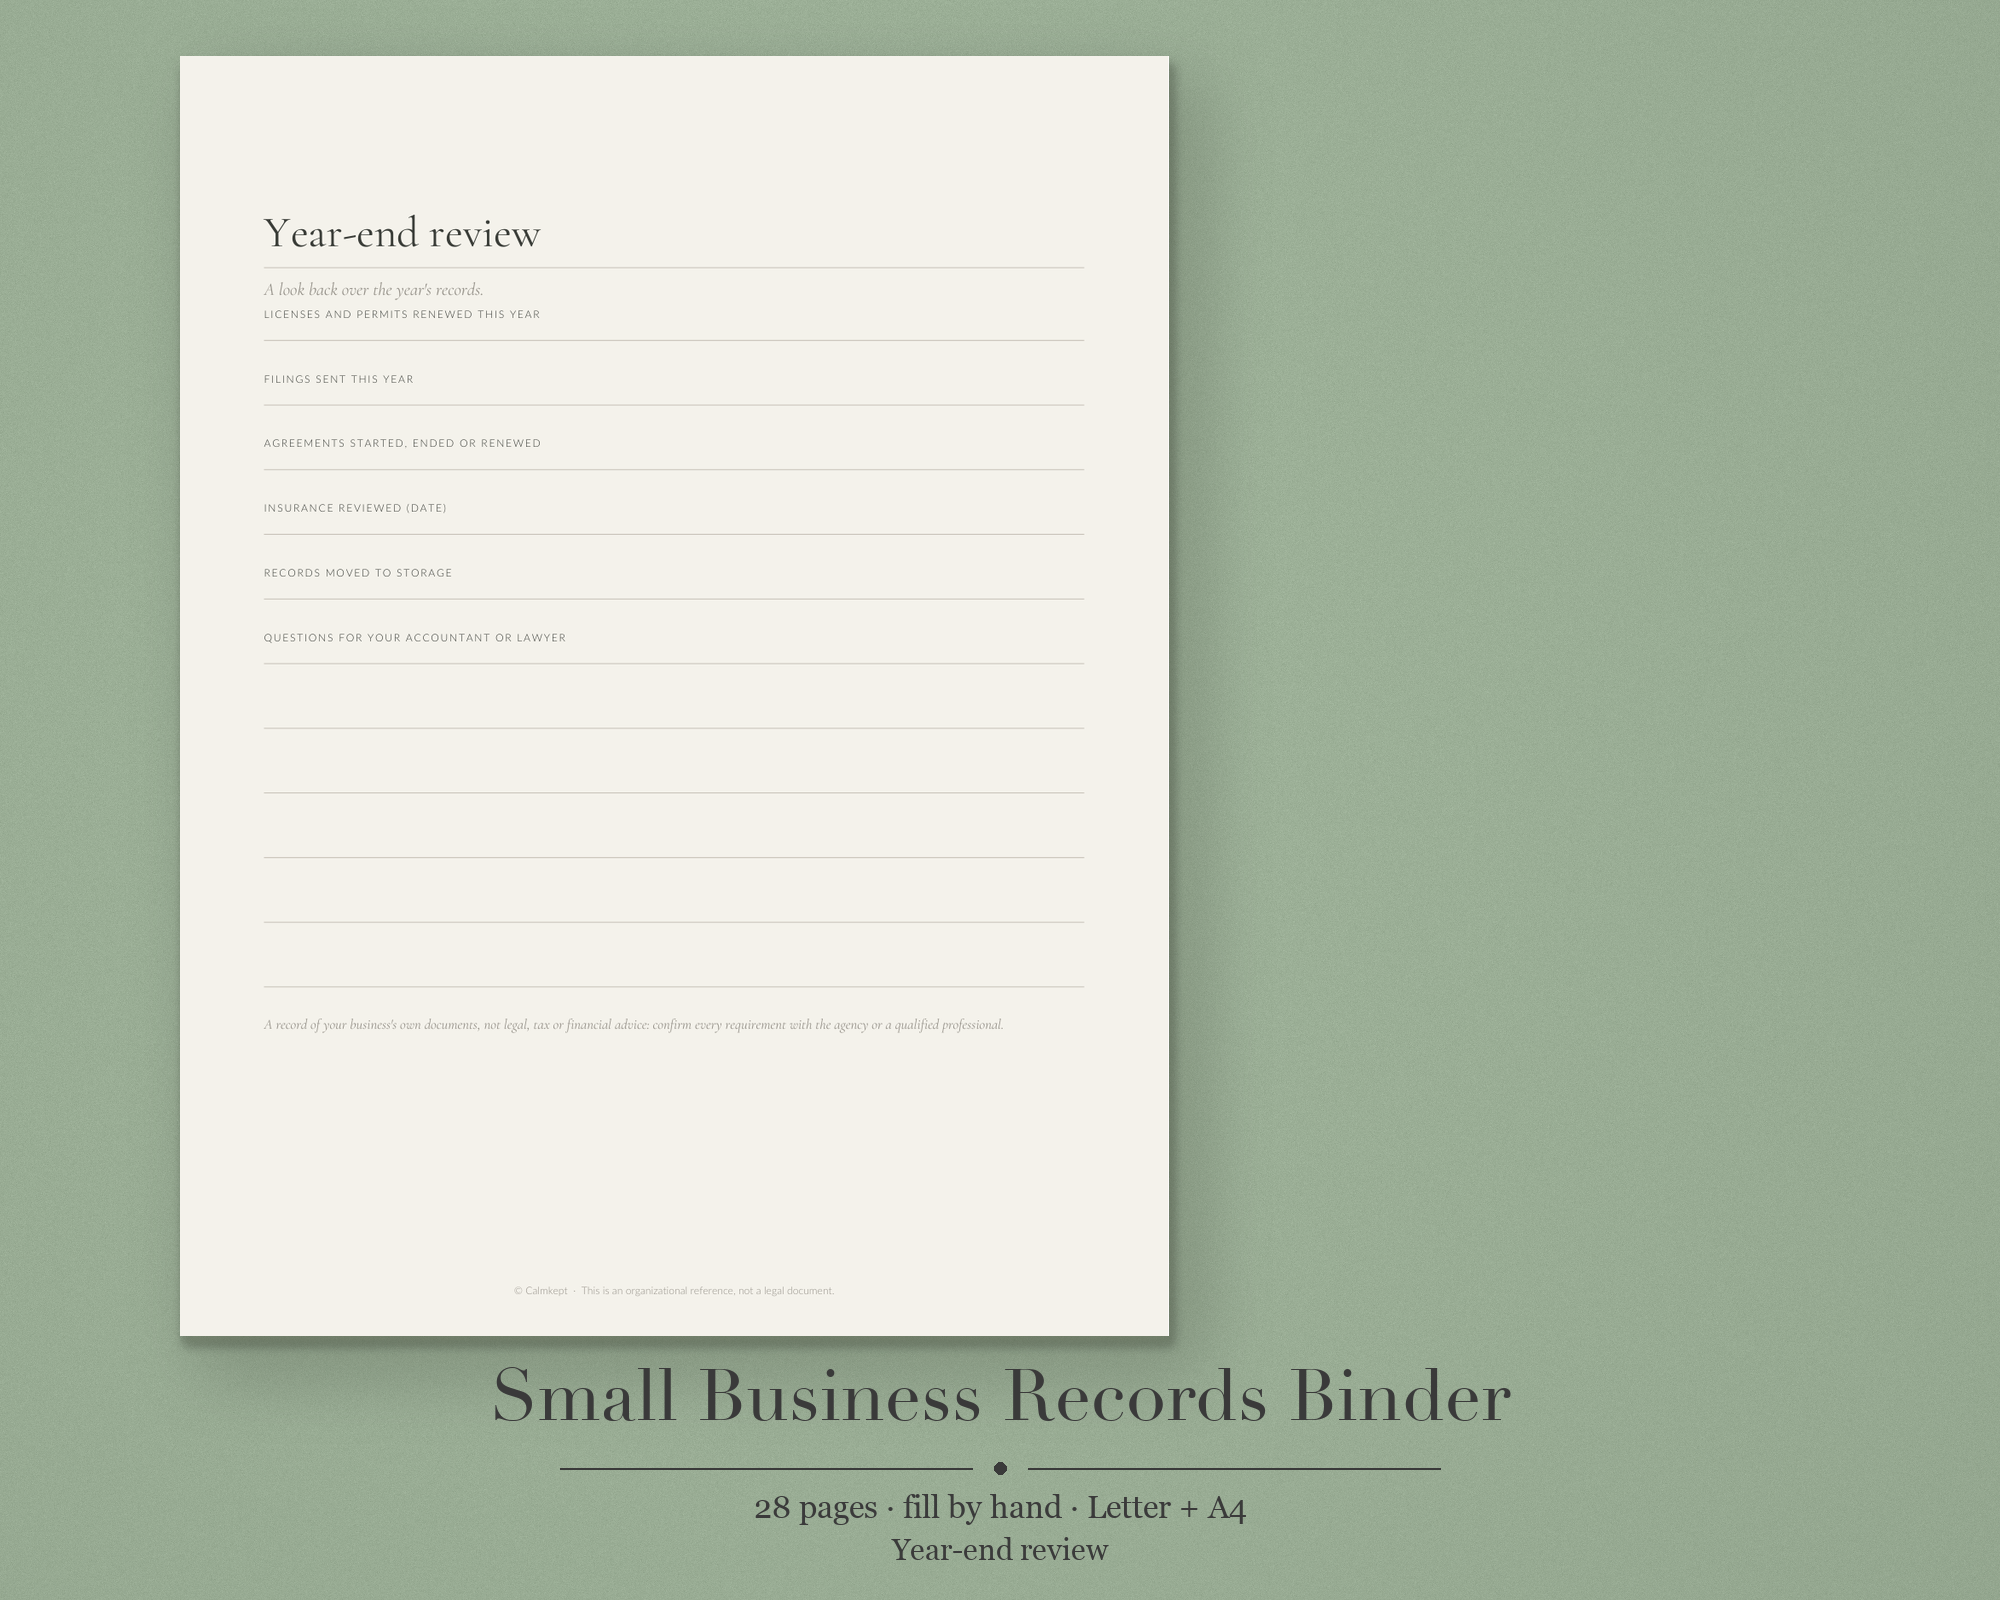 Year-end review
A look back over the year's records.
LICENSES AND PERMITS RENEWED THIS YEAR
FILINGS SENT THIS YEAR
AGREEMENTS STARTED, ENDED OR RENEWED
INSURANCE REVIEWED (DATE)
RECORDS MOVED TO STORAGE
QUESTIONS FOR YOUR ACCOUNTANT OR LAWYER
A record of your business's own documents, not legal, tax or financial advice: confirm every requirement with the agency or a qualified professional.
© Calmkept · This is an organizational reference, not a legal document.
Small Business Records Binder
28 pages · fill by hand · Letter + A4
Year-end review